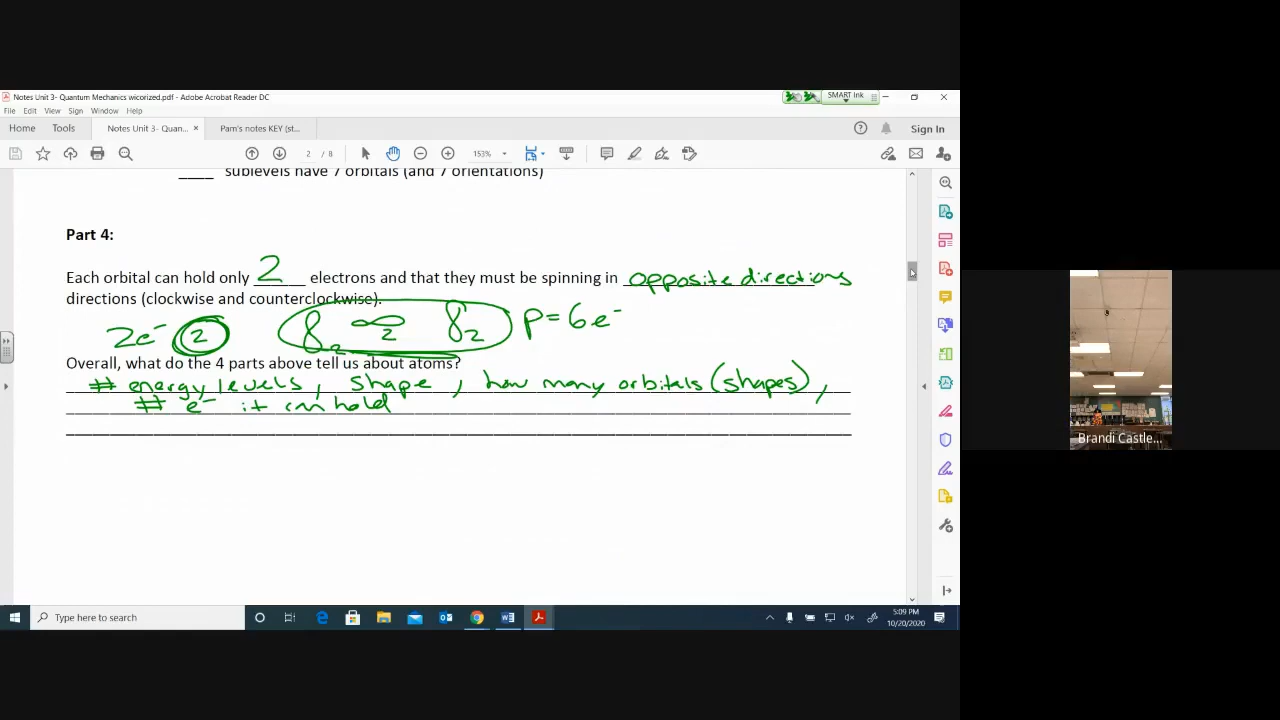 Notes Unit 3- Quantum Mechanics wicorized.pdf - Adobe Acrobat Reader DC
SMART Ink
File Edit View Sign Window Help
Home Tools Notes Unit 3- Quan... × Pam's notes KEY (st... Sign In
2 / 8 153%
____ sublevels have 7 orbitals (and 7 orientations)
Part 4:
Each orbital can hold only 2 electrons and that they must be spinning in opposite directions
directions (clockwise and counterclockwise).
2e⁻ 2 8 2 ∞ 2 8 2 p = 6e⁻
Overall, what do the 4 parts above tell us about atoms?
# energy levels, shape, how many orbitals (shapes),
# e⁻ it can hold
Brandi Castle...
Type here to search
5:09 PM
10/20/2020